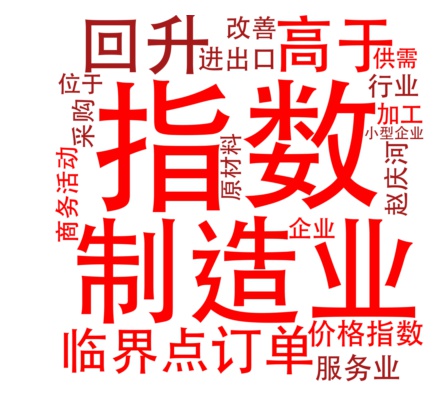 回升
改善
进出口
高于
供需
位于
行业
采购
指数
加工
小型企业
原材料
赵庆河
商务活动
制造业
企业
临界点
订单
价格指数
服务业